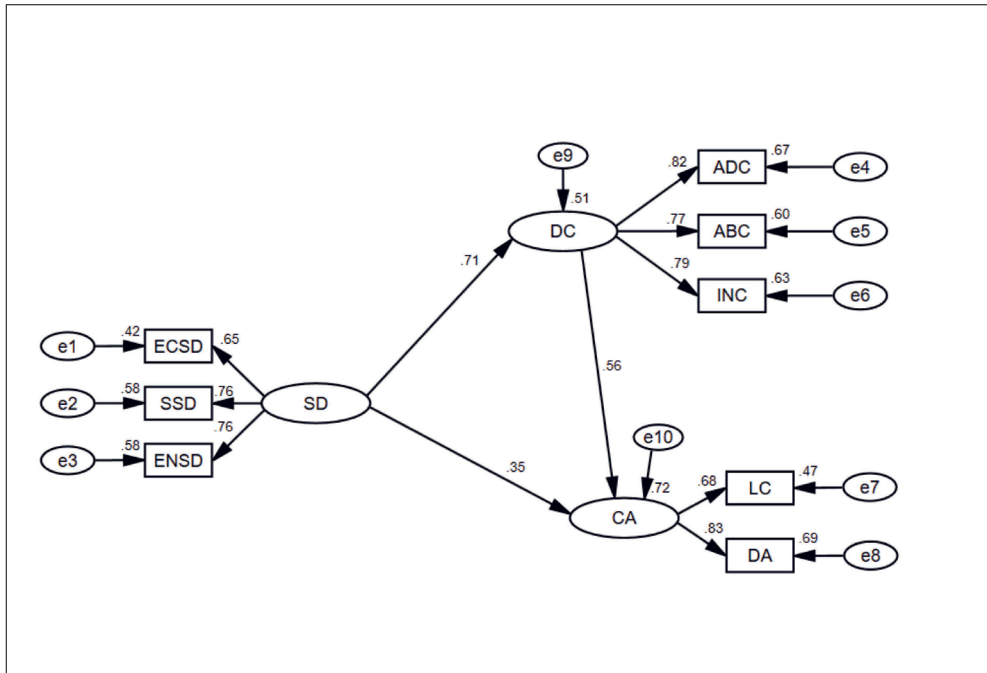 e9
.51
DC
.82
ADC
.67
e4
.77
ABC
.60
e5
.79
INC
.63
e6
.71
e1
.42
ECSD
.65
e2
.58
SSD
.76
SD
e3
.58
ENSD
.76
.56
.35
e10
.72
CA
.68
LC
.47
e7
.83
DA
.69
e8